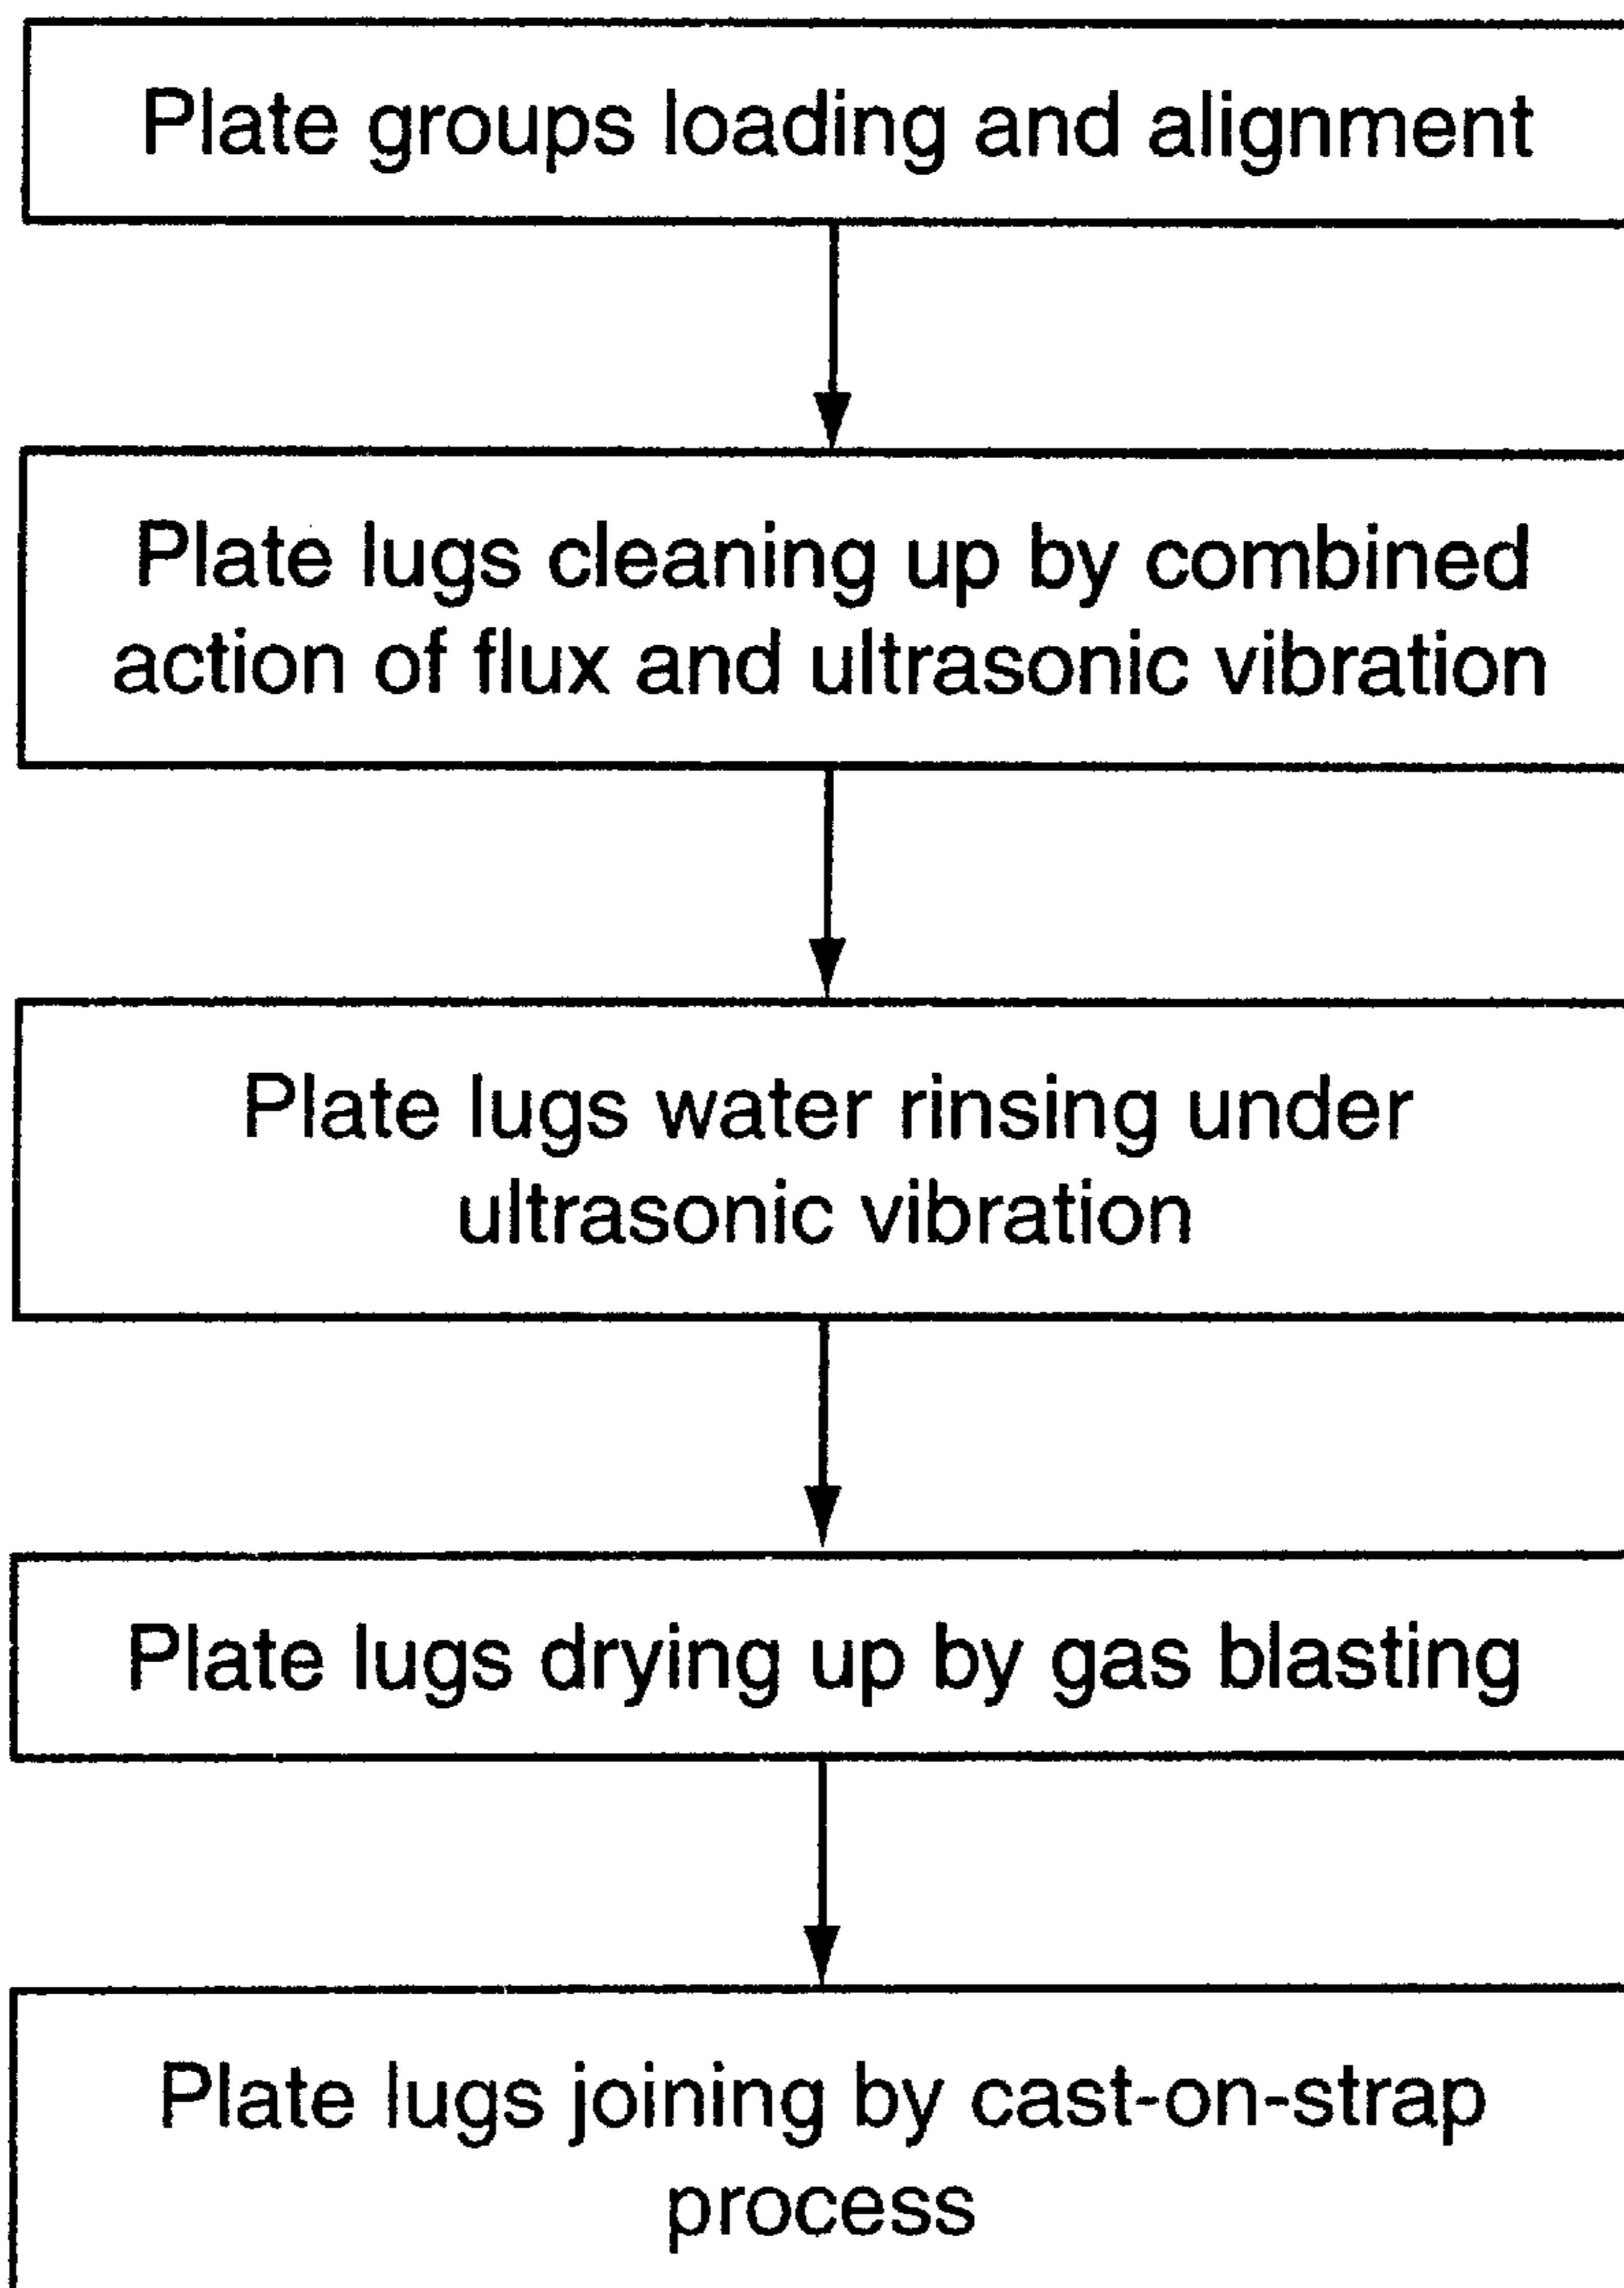 Plate groups loading and alignment
Plate lugs cleaning up by combined
action of flux and ultrasonic vibration
Plate lugs water rinsing under
ultrasonic vibration
Plate lugs drying up by gas blasting
Plate lugs joining by cast-on-strap
process